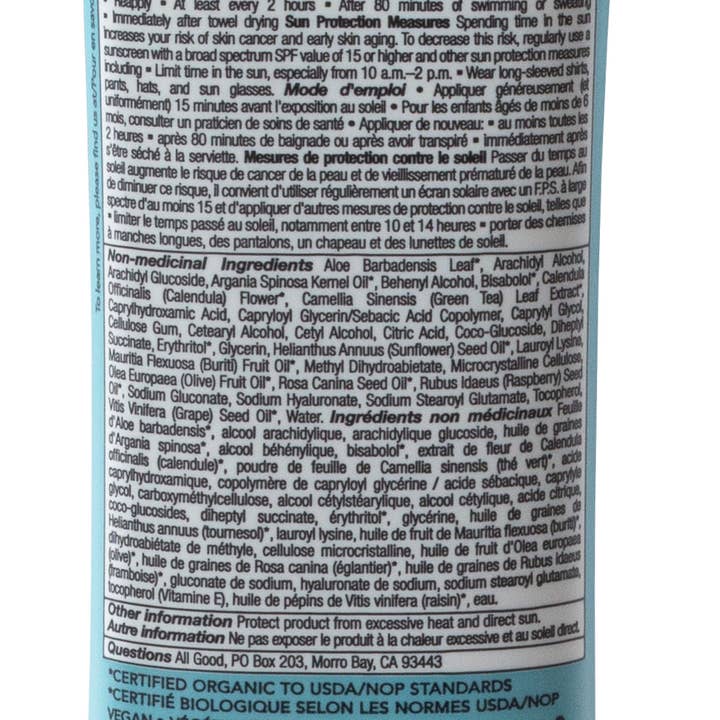 Reapply • At least every 2 hours • After 80 minutes of swimming or sweating
• Immediately after towel drying Sun Protection Measures Spending time in the sun
increases your risk of skin cancer and early skin aging. To decrease this risk, regularly use a
sunscreen with a broad spectrum SPF value of 15 or higher and other sun protection measures
including • Limit time in the sun, especially from 10 a.m.–2 p.m. • Wear long-sleeved shirts,
pants, hats, and sun glasses. Mode d'emploi • Appliquer généreusement (et
uniformément) 15 minutes avant l'exposition au soleil • Pour les enfants âgés de moins de 6
mois, consulter un praticien de soins de santé • Appliquer de nouveau: • au moins toutes les
2 heures • après 80 minutes de baignade ou après avoir transpiré • immédiatement après
s'être séché à la serviette. Mesures de protection contre le soleil Passer du temps au
soleil augmente le risque de cancer de la peau et de vieillissement prématuré de la peau. Afin
de diminuer ce risque, il convient d'utiliser régulièrement un écran solaire avec un F.P.S. à large
spectre d'au moins 15 et d'appliquer d'autres mesures de protection contre le soleil, telles que
• limiter le temps passé au soleil, notamment entre 10 et 14 heures • porter des chemises
à manches longues, des pantalons, un chapeau et des lunettes de soleil.
Non-medicinal Ingredients Aloe Barbadensis Leaf*, Arachidyl Alcohol,
Arachidyl Glucoside, Argania Spinosa Kernel Oil*, Behenyl Alcohol, Bisabolol*, Calendula
Officinalis (Calendula) Flower*, Camellia Sinensis (Green Tea) Leaf Extract*,
Caprylhydroxamic Acid, Capryloyl Glycerin/Sebacic Acid Copolymer, Caprylyl Glycol,
Cellulose Gum, Cetearyl Alcohol, Cetyl Alcohol, Citric Acid, Coco-Glucoside, Diheptyl
Succinate, Erythritol*, Glycerin, Helianthus Annuus (Sunflower) Seed Oil*, Lauroyl Lysine,
Mauritia Flexuosa (Buriti) Fruit Oil*, Methyl Dihydroabietate, Microcrystalline Cellulose,
Olea Europaea (Olive) Fruit Oil*, Rosa Canina Seed Oil*, Rubus Idaeus (Raspberry) Seed
Oil*, Sodium Gluconate, Sodium Hyaluronate, Sodium Stearoyl Glutamate, Tocopherol,
Vitis Vinifera (Grape) Seed Oil*, Water. Ingrédients non médicinaux Feuille
d'Aloe barbadensis*, alcool arachidylique, arachidylique glucoside, huile de graines
d'Argania spinosa*, alcool béhénylique, bisabolol*, extrait de fleur de Calendula
officinalis (calendule)*, poudre de feuille de Camellia sinensis (thé vert)*, acide
caprylhydroxamique, copolymère de capryloyl glycérine / acide sébacique, caprylyle
glycol, carboxyméthylcellulose, alcool cétylstéarylique, alcool cétylique, acide citrique,
coco-glucosides, diheptyl succinate, érythritol*, glycérine, huile de graines de
Helianthus annuus (tournesol)*, lauroyl lysine, huile de fruit de Mauritia flexuosa (buriti)*,
dihydroabiétate de méthyle, cellulose microcristalline, huile de fruit d'Olea europaea
(olive)*, huile de graines de Rosa canina (églantier)*, huile de graines de Rubus idaeus
(framboise)*, gluconate de sodium, hyaluronate de sodium, sodium stearoyl glutamate,
tocopherol (Vitamine E), huile de pépins de Vitis vinifera (raisin)*, eau.
Other information Protect product from excessive heat and direct sun.
Autre information Ne pas exposer le produit à la chaleur excessive et au soleil direct.
Questions All Good, PO Box 203, Morro Bay, CA 93443
*CERTIFIED ORGANIC TO USDA/NOP STANDARDS
*CERTIFIÉ BIOLOGIQUE SELON LES NORMES USDA/NOP
VEGAN •
To learn more, please find us at/Pour en savoi